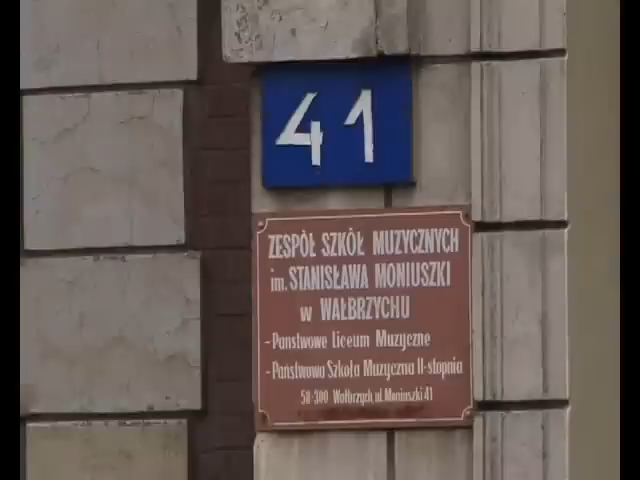 41
ZESPÓŁ SZKÓŁ MUZYCZNYCH
im. STANISŁAWA MONIUSZKI
w WAŁBRZYCHU
-Państwowe Liceum Muzyczne
-Państwowa Szkoła Muzyczna II-stopnia
58-300 Wałbrzych ul. Moniuszki 41